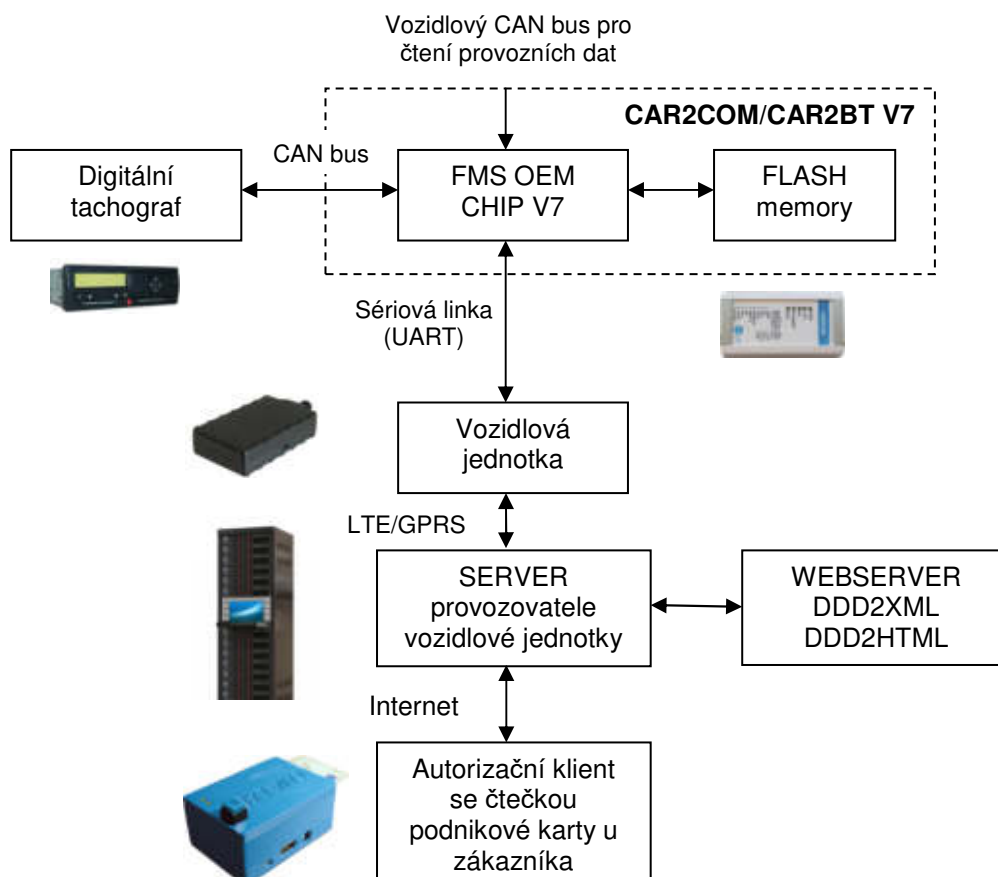 Vozidlový CAN bus pro
čtení provozních dat
CAR2COM/CAR2BT V7
CAN bus
Digitální
tachograf
FMS OEM
CHIP V7
FLASH
memory
Sériová linka
(UART)
Vozidlová
jednotka
LTE/GPRS
SERVER
provozovatele
vozidlové jednotky
WEBSERVER
DDD2XML
DDD2HTML
Internet
Autorizační klient
se čtečkou
podnikové karty u
zákazníka